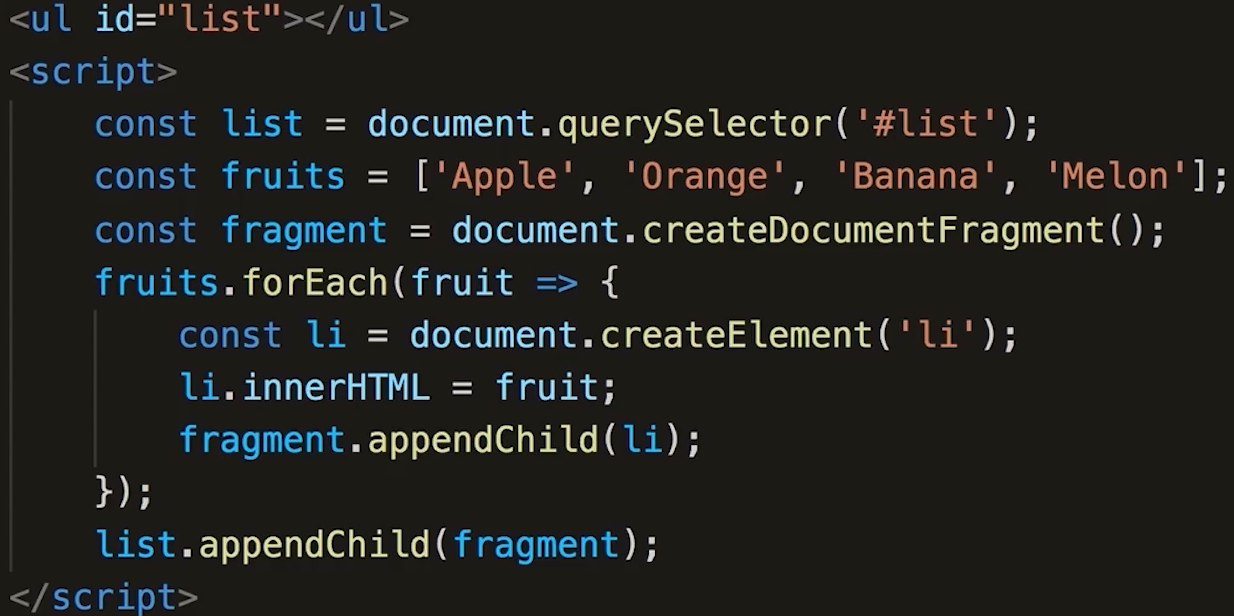 <ul id="list"></ul>
<script>
    const list = document.querySelector('#list');
    const fruits = ['Apple', 'Orange', 'Banana', 'Melon'];
    const fragment = document.createDocumentFragment();
    fruits.forEach(fruit => {
        const li = document.createElement('li');
        li.innerHTML = fruit;
        fragment.appendChild(li);
    });
    list.appendChild(fragment);
</script>